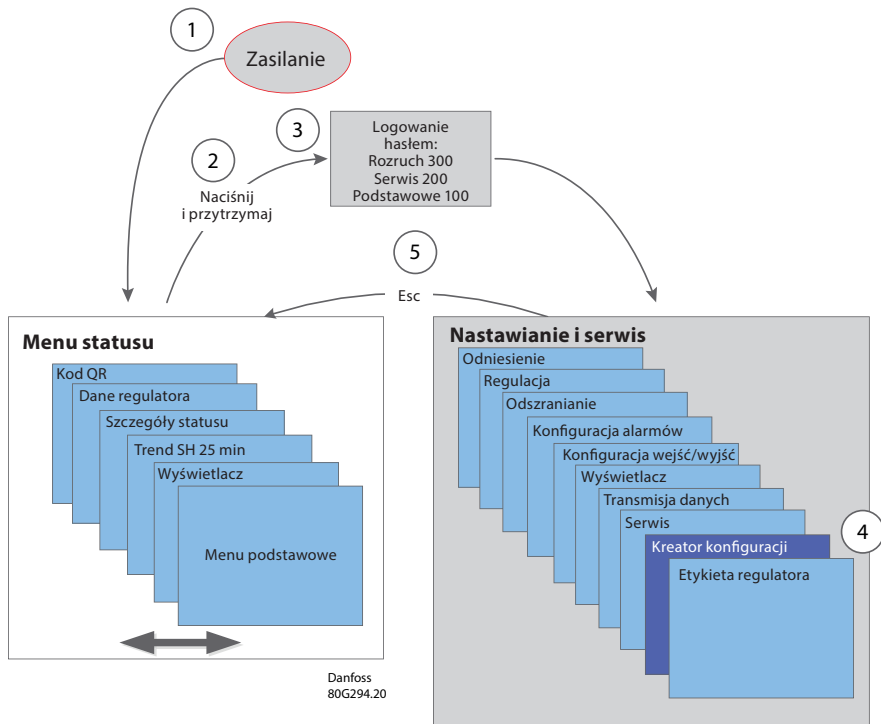 1
Zasilanie
2
Naciśnij
i przytrzymaj
3
Logowanie
hasłem:
Rozruch 300
Serwis 200
Podstawowe 100
5
Esc
Menu statusu
Kod QR
Dane regulatora
Szczegóły statusu
Trend SH 25 min
Wyświetlacz
Menu podstawowe
Danfoss
80G294.20
Nastawianie i serwis
Odniesienie
Regulacja
Odszranianie
Konfiguracja alarmów
Konfiguracja wejść/wyjść
Wyświetlacz
Transmisja danych
Serwis
4
Kreator konfiguracji
Etykieta regulatora